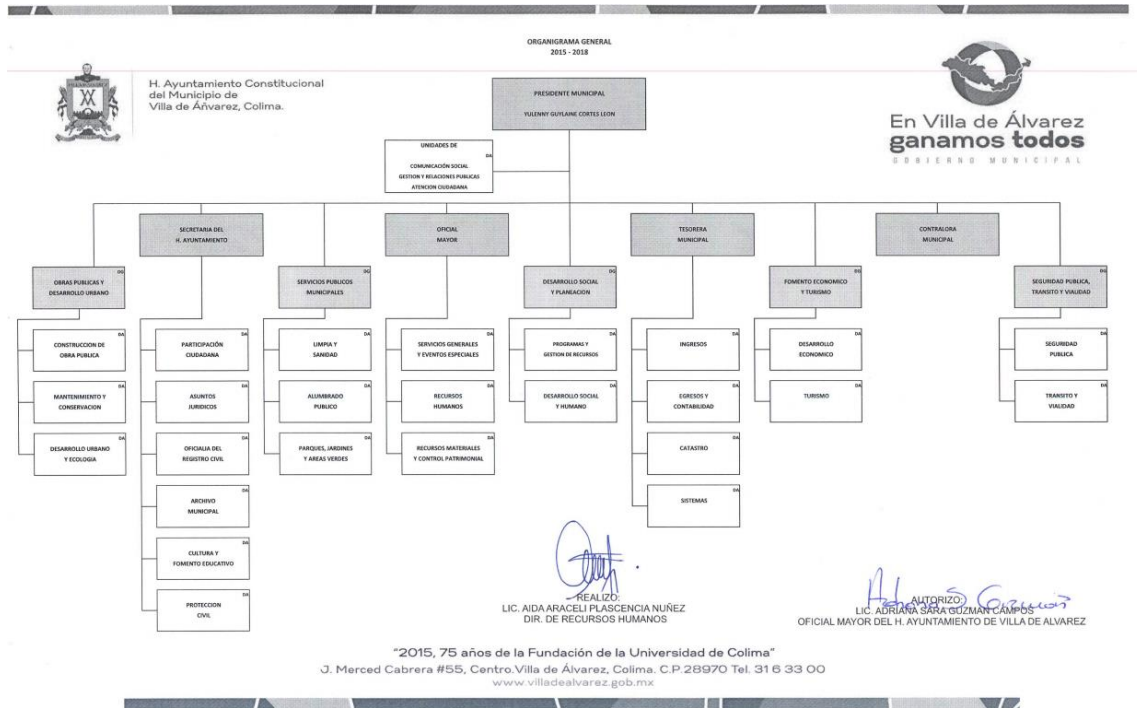 ORGANIGRAMA GENERAL
2015 - 2018
H. Ayuntamiento Constitucional
del Municipio de
Villa de Áñvarez, Colima.
PRESIDENTE MUNICIPAL
YULENNY GUYLAINE CORTES LEON
En Villa de Álvarez
ganamos todos
GOBIERNO MUNICIPAL
UNIDADES DE
DA
COMUNICACIÓN SOCIAL
GESTION Y RELACIONES PUBLICAS
ATENCION CIUDADANA
SECRETARIA DEL
H. AYUNTAMIENTO
OFICIAL
MAYOR
TESORERA
MUNICIPAL
CONTRALORA
MUNICIPAL
DG
OBRAS PUBLICAS Y
DESARROLLO URBANO
DG
SERVICIOS PUBLICOS
MUNICIPALES
DG
DESARROLLO SOCIAL
Y PLANEACION
DG
FOMENTO ECONOMICO
Y TURISMO
DG
SEGURIDAD PUBLICA,
TRANSITO Y VIALIDAD
DA
CONSTRUCCION DE
OBRA PUBLICA
DA
PARTICIPACIÓN
CIUDADANA
DA
LIMPIA Y
SANIDAD
DA
SERVICIOS GENERALES
Y EVENTOS ESPECIALES
DA
PROGRAMAS Y
GESTION DE RECURSOS
DA
INGRESOS
DA
DESARROLLO
ECONOMICO
DA
SEGURIDAD
PUBLICA
DA
MANTENIMIENTO Y
CONSERVACION
DA
ASUNTOS
JURIDICOS
DA
ALUMBRADO
PUBLICO
DA
RECURSOS
HUMANOS
DA
DESARROLLO SOCIAL
Y HUMANO
DA
EGRESOS Y
CONTABILIDAD
DA
TURISMO
DA
TRANSITO Y
VIALIDAD
DA
DESARROLLO URBANO
Y ECOLOGIA
DA
OFICIALIA DEL
REGISTRO CIVIL
DA
PARQUES, JARDINES
Y AREAS VERDES
DA
RECURSOS MATERIALES
Y CONTROL PATRIMONIAL
DA
CATASTRO
DA
ARCHIVO
MUNICIPAL
DA
SISTEMAS
DA
CULTURA Y
FOMENTO EDUCATIVO
DA
PROTECCION
CIVIL
REALIZO:
LIC. AIDA ARACELI PLASCENCIA NUÑEZ
DIR. DE RECURSOS HUMANOS
AUTORIZO:
LIC. ADRIANA SARA GUZMAN CAMPOS
OFICIAL MAYOR DEL H. AYUNTAMIENTO DE VILLA DE ALVAREZ
"2015, 75 años de la Fundación de la Universidad de Colima"
J. Merced Cabrera #55, Centro.Villa de Álvarez, Colima. C.P.28970 Tel. 31 6 33 00
www.villadealvarez.gob.mx